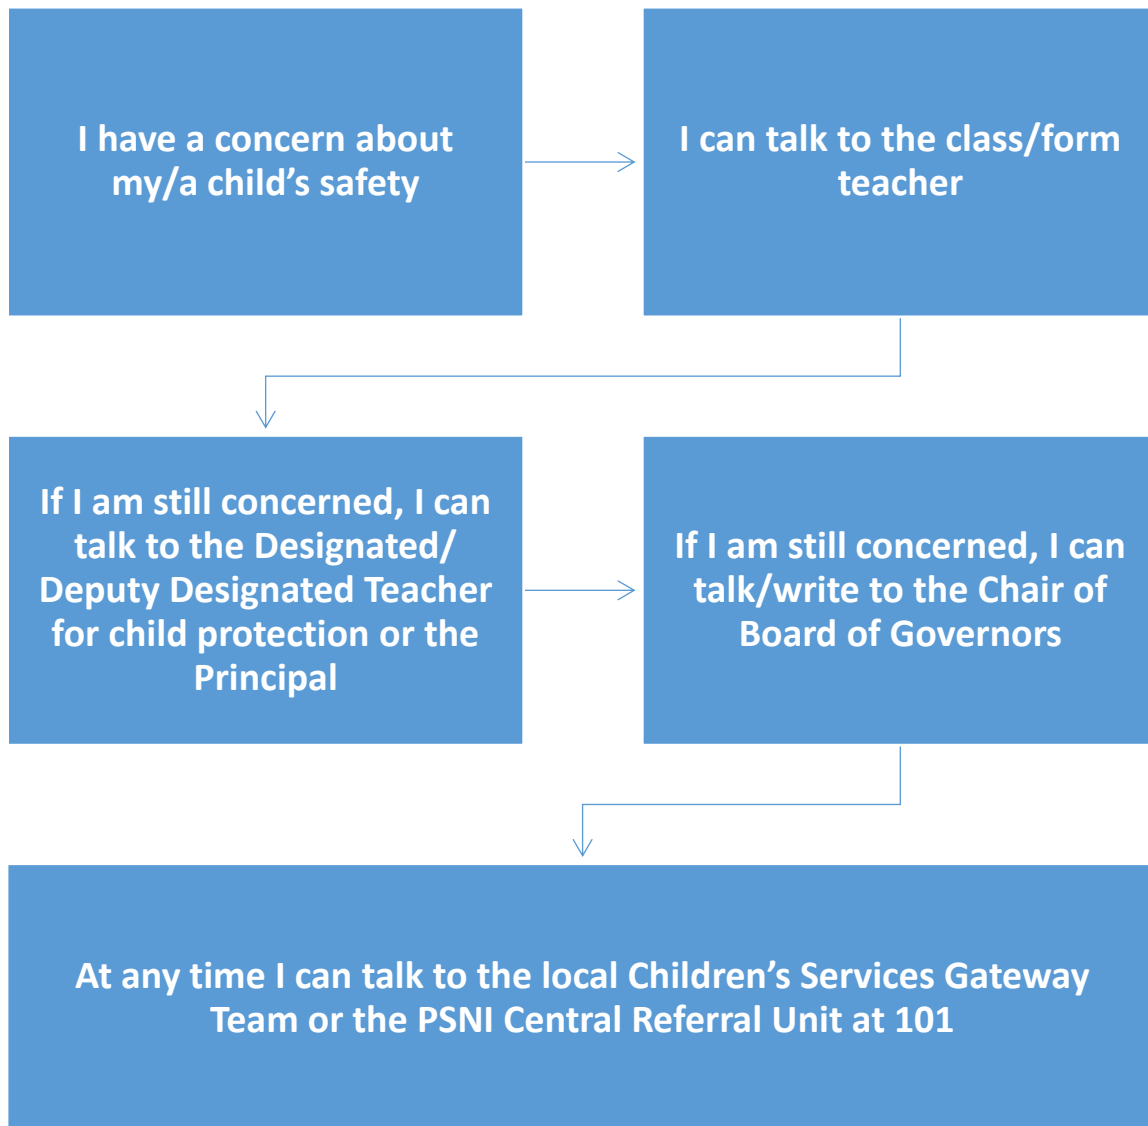 I have a concern about
my/a child’s safety
I can talk to the class/form
teacher
If I am still concerned, I can
talk to the Designated/
Deputy Designated Teacher
for child protection or the
Principal
If I am still concerned, I can
talk/write to the Chair of
Board of Governors
At any time I can talk to the local Children’s Services Gateway
Team or the PSNI Central Referral Unit at 101